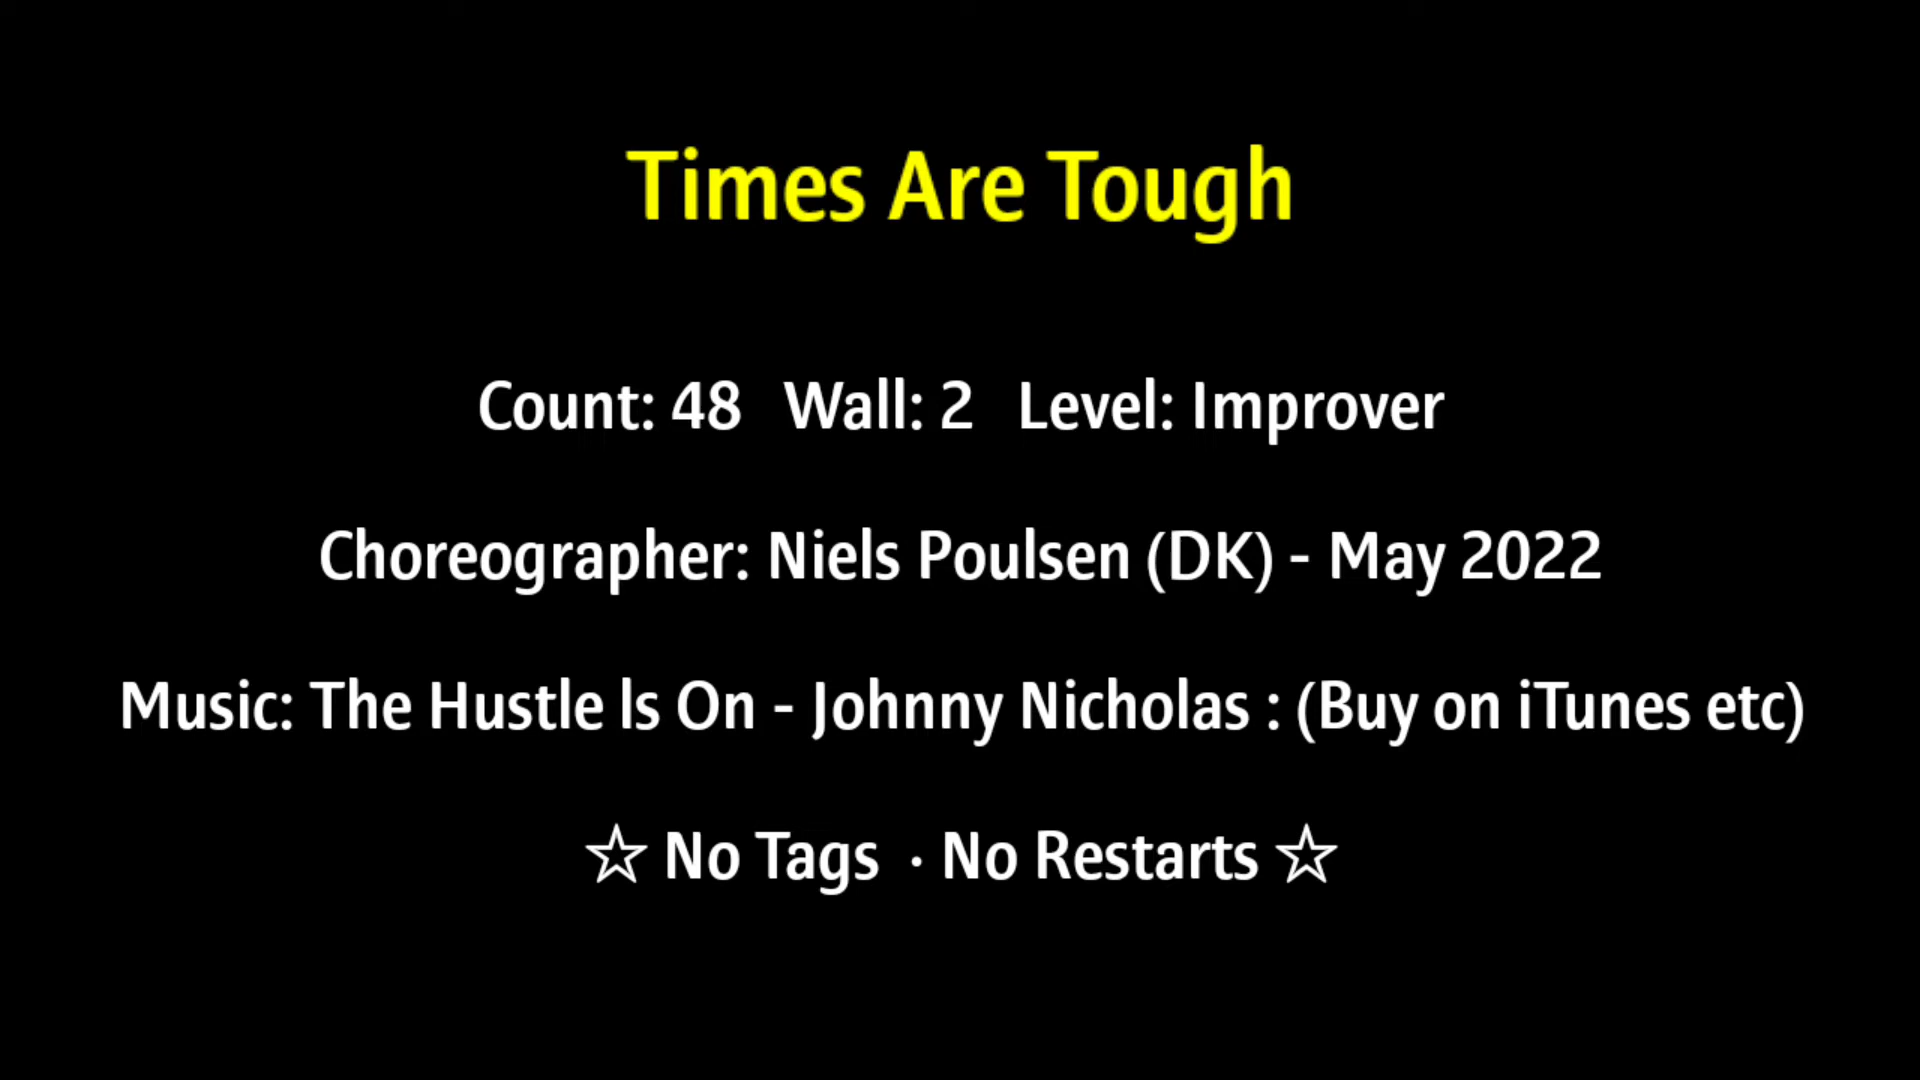 Times Are Tough
Count: 48 Wall: 2 Level: Improver
Choreographer: Niels Poulsen (DK) - May 2022
Music: The Hustle ls On - Johnny Nicholas : (Buy on iTunes etc)
☆ No Tags · No Restarts ☆